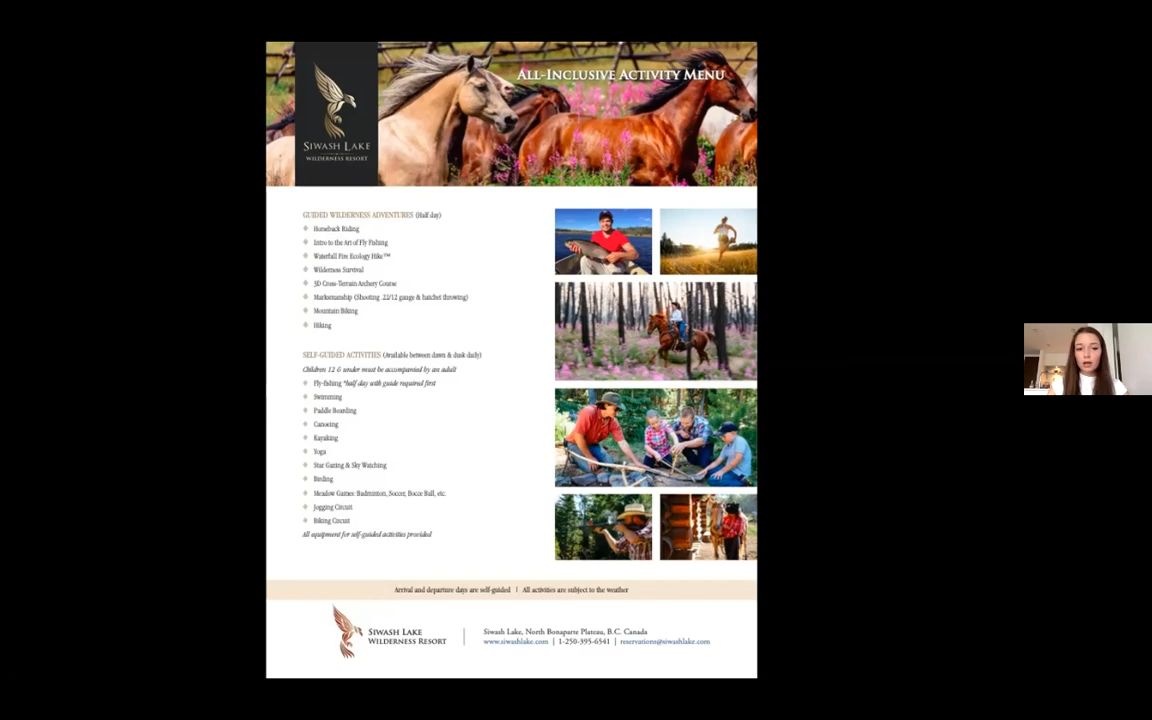 ALL-INCLUSIVE ACTIVITY MENU
SIWASH LAKE
WILDERNESS RESORT
GUIDED WILDERNESS ADVENTURES (Half day)
Horseback Riding
Intro to the Art of Fly Fishing
Waterfall Fire Ecology Hike™
Wilderness Survival
3D Cross-Terrain Archery Course
Marksmanship (Shooting .22/12 gauge & hatchet throwing)
Mountain Biking
Hiking
SELF-GUIDED ACTIVITIES (Available between dawn & dusk daily)
Children 12 & under must be accompanied by an adult
Fly-fishing *half day with guide required first
Swimming
Paddle Boarding
Canoeing
Kayaking
Yoga
Star Gazing & Sky Watching
Birding
Meadow Games: Badminton, Soccer, Bocce Ball, etc.
Jogging Circuit
Biking Circuit
All equipment for self-guided activities provided
Arrival and departure days are self-guided | All activities are subject to the weather
SIWASH LAKE
WILDERNESS RESORT
Siwash Lake, North Bonaparte Plateau, B.C. Canada
www.siwashlake.com | 1-250-395-6541 | reservations@siwashlake.com